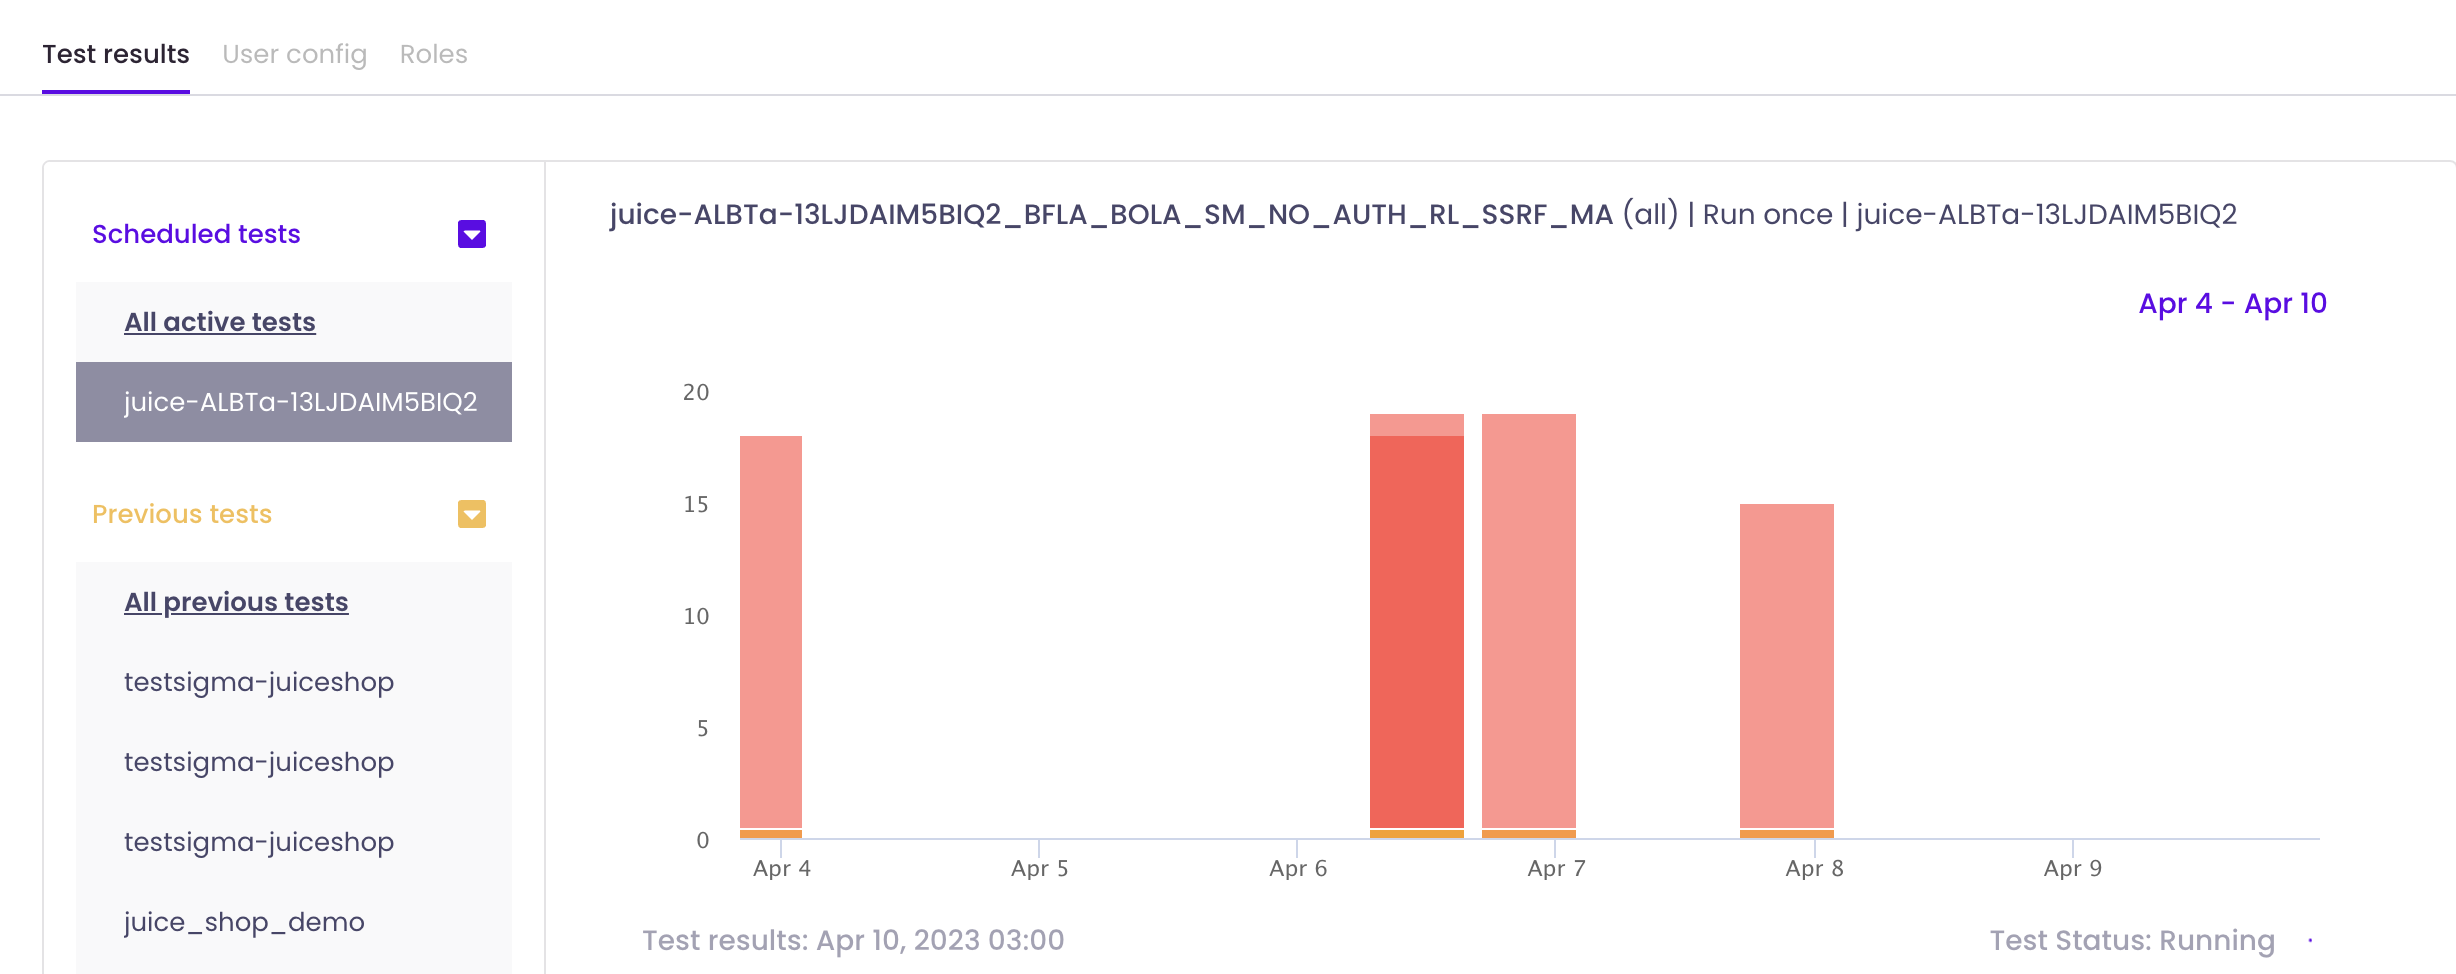 Test results User config Roles
Scheduled tests
All active tests
juice-ALBTa-13LJDAIM5BIQ2
Previous tests
All previous tests
testsigma-juiceshop
testsigma-juiceshop
testsigma-juiceshop
juice_shop_demo
juice-ALBTa-13LJDAIM5BIQ2_BFLA_BOLA_SM_NO_AUTH_RL_SSRF_MA (all) | Run once | juice-ALBTa-13LJDAIM5BIQ2
Apr 4 - Apr 10
20
15
10
5
0
Apr 4 Apr 5 Apr 6 Apr 7 Apr 8 Apr 9
Test results: Apr 10, 2023 03:00 Test Status: Running